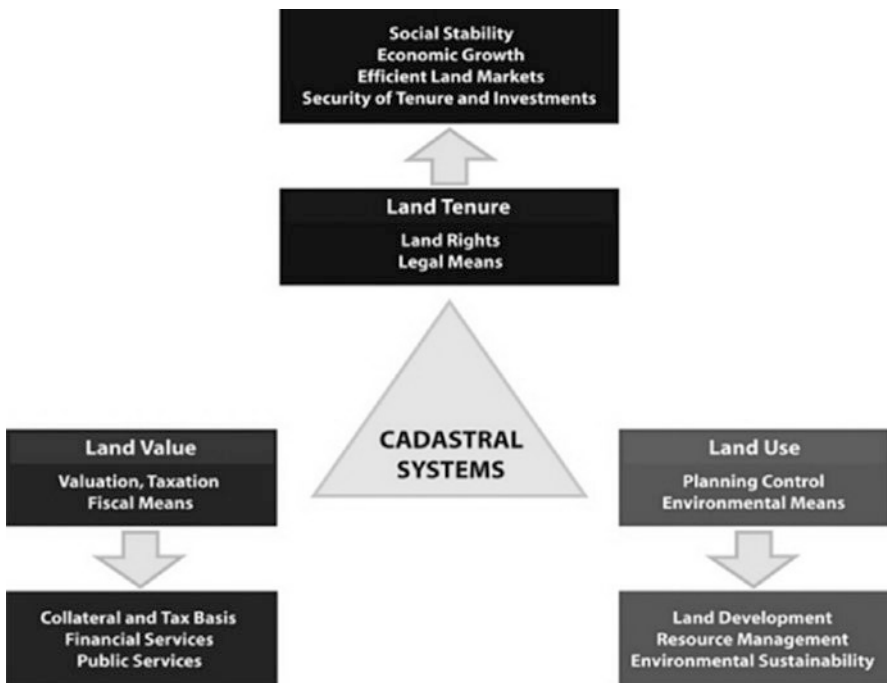 Social Stability
Economic Growth
Efficient Land Markets
Security of Tenure and Investments
Land Tenure
Land Rights
Legal Means
CADASTRAL
SYSTEMS
Land Value
Valuation, Taxation
Fiscal Means
Land Use
Planning Control
Environmental Means
Collateral and Tax Basis
Financial Services
Public Services
Land Development
Resource Management
Environmental Sustainability